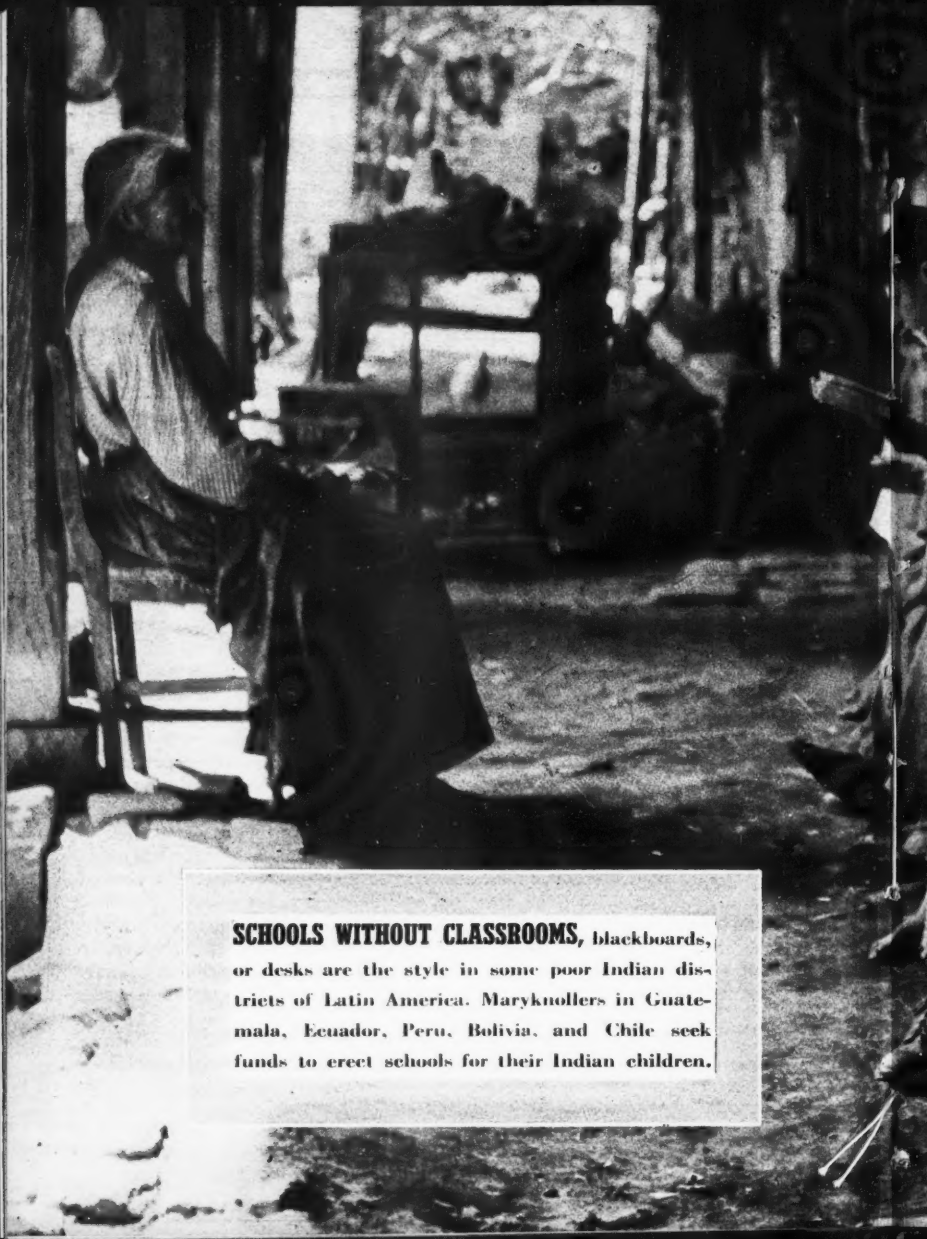 SCHOOLS WITHOUT CLASSROOMS, blackboards,
or desks are the style in some poor Indian dis-
tricts of Latin America. Maryknollers in Guate-
mala, Ecuador, Peru, Bolivia, and Chile seek
funds to erect schools for their Indian children.